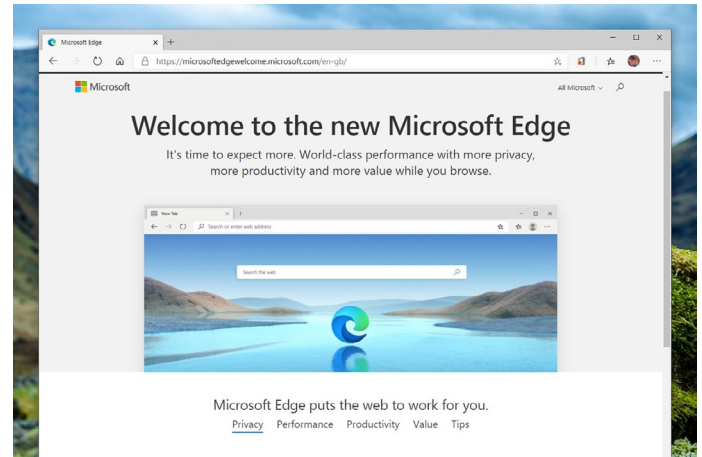 Microsoft Edge
https://microsoftedgewelcome.microsoft.com/en-gb/
Microsoft
All Microsoft
Welcome to the new Microsoft Edge
It's time to expect more. World-class performance with more privacy,
more productivity and more value while you browse.
New Tab
Search or enter web address
Search the web
Microsoft Edge puts the web to work for you.
Privacy Performance Productivity Value Tips